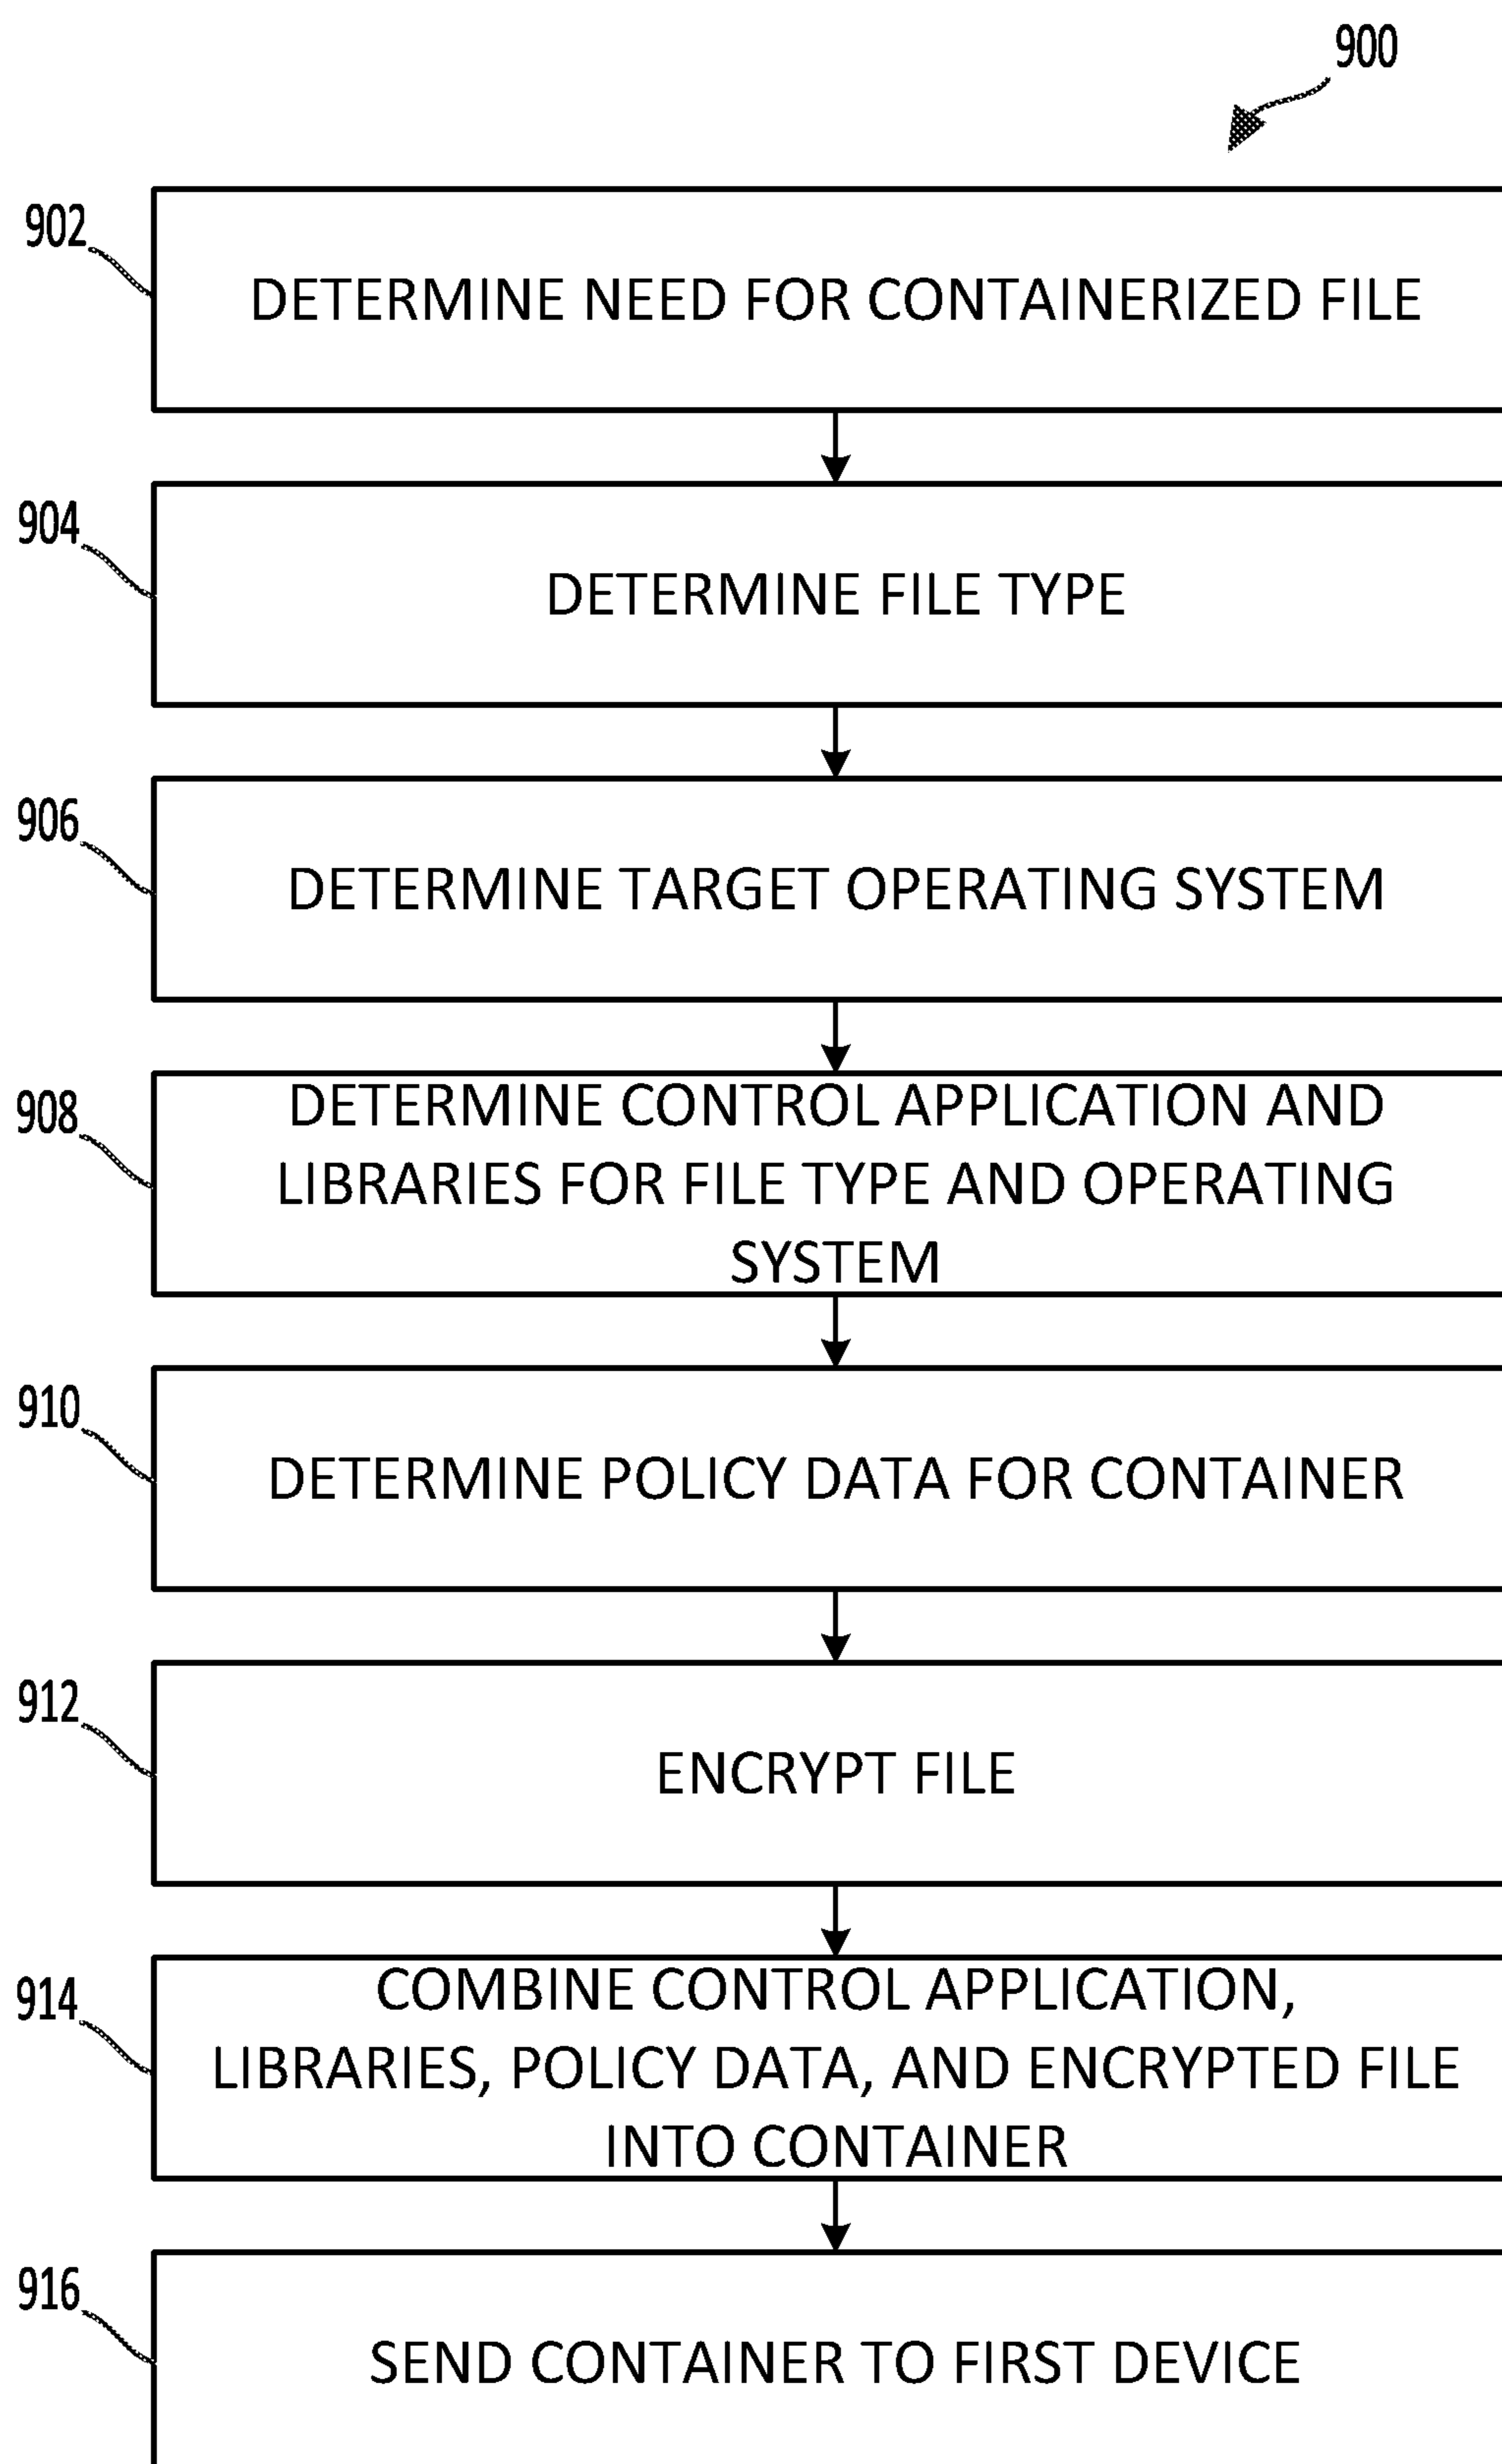 900
902
DETERMINE NEED FOR CONTAINERIZED FILE
904
DETERMINE FILE TYPE
906
DETERMINE TARGET OPERATING SYSTEM
908
DETERMINE CONTROL APPLICATION AND
LIBRARIES FOR FILE TYPE AND OPERATING
SYSTEM
910
DETERMINE POLICY DATA FOR CONTAINER
912
ENCRYPT FILE
914
COMBINE CONTROL APPLICATION,
LIBRARIES, POLICY DATA, AND ENCRYPTED FILE
INTO CONTAINER
916
SEND CONTAINER TO FIRST DEVICE